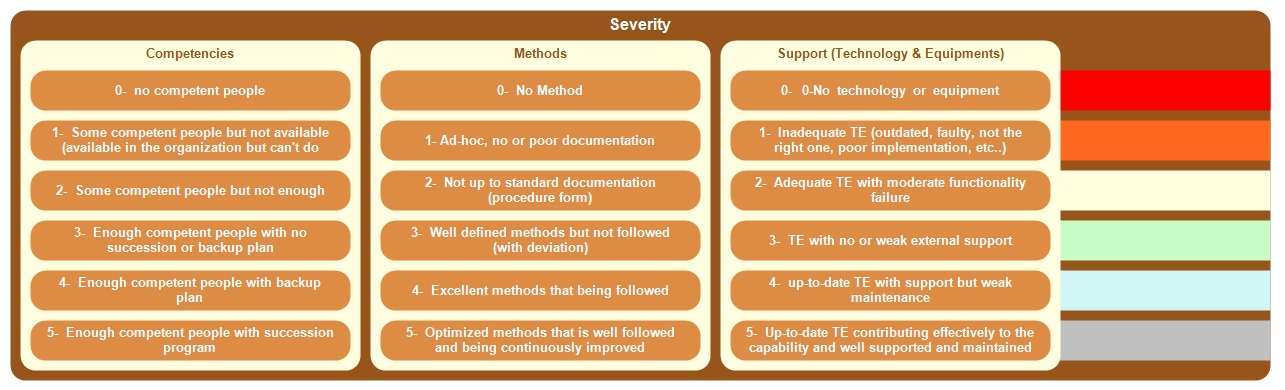 Severity
Competencies
0-  no competent people
1-  Some competent people but not available
(available in the organization but can't do
2-  Some competent people but not enough
3-  Enough competent people with no
succession or backup plan
4-  Enough competent people with backup
plan
5-  Enough competent people with succession
program
Methods
0-  No Method
1- Ad-hoc, no or poor documentation
2-  Not up to standard documentation
(procedure form)
3-  Well defined methods but not followed
(with deviation)
4-  Excellent methods that being followed
5-  Optimized methods that is well followed
and being continuously improved
Support (Technology & Equipments)
0-  0-No  technology  or  equipment
1-  Inadequate TE (outdated, faulty, not the
right one, poor implementation, etc..)
2-  Adequate TE with moderate functionality
failure
3-  TE with no or weak external support
4-  up-to-date TE with support but weak
maintenance
5-  Up-to-date TE contributing effectively to the
capability and well supported and maintained